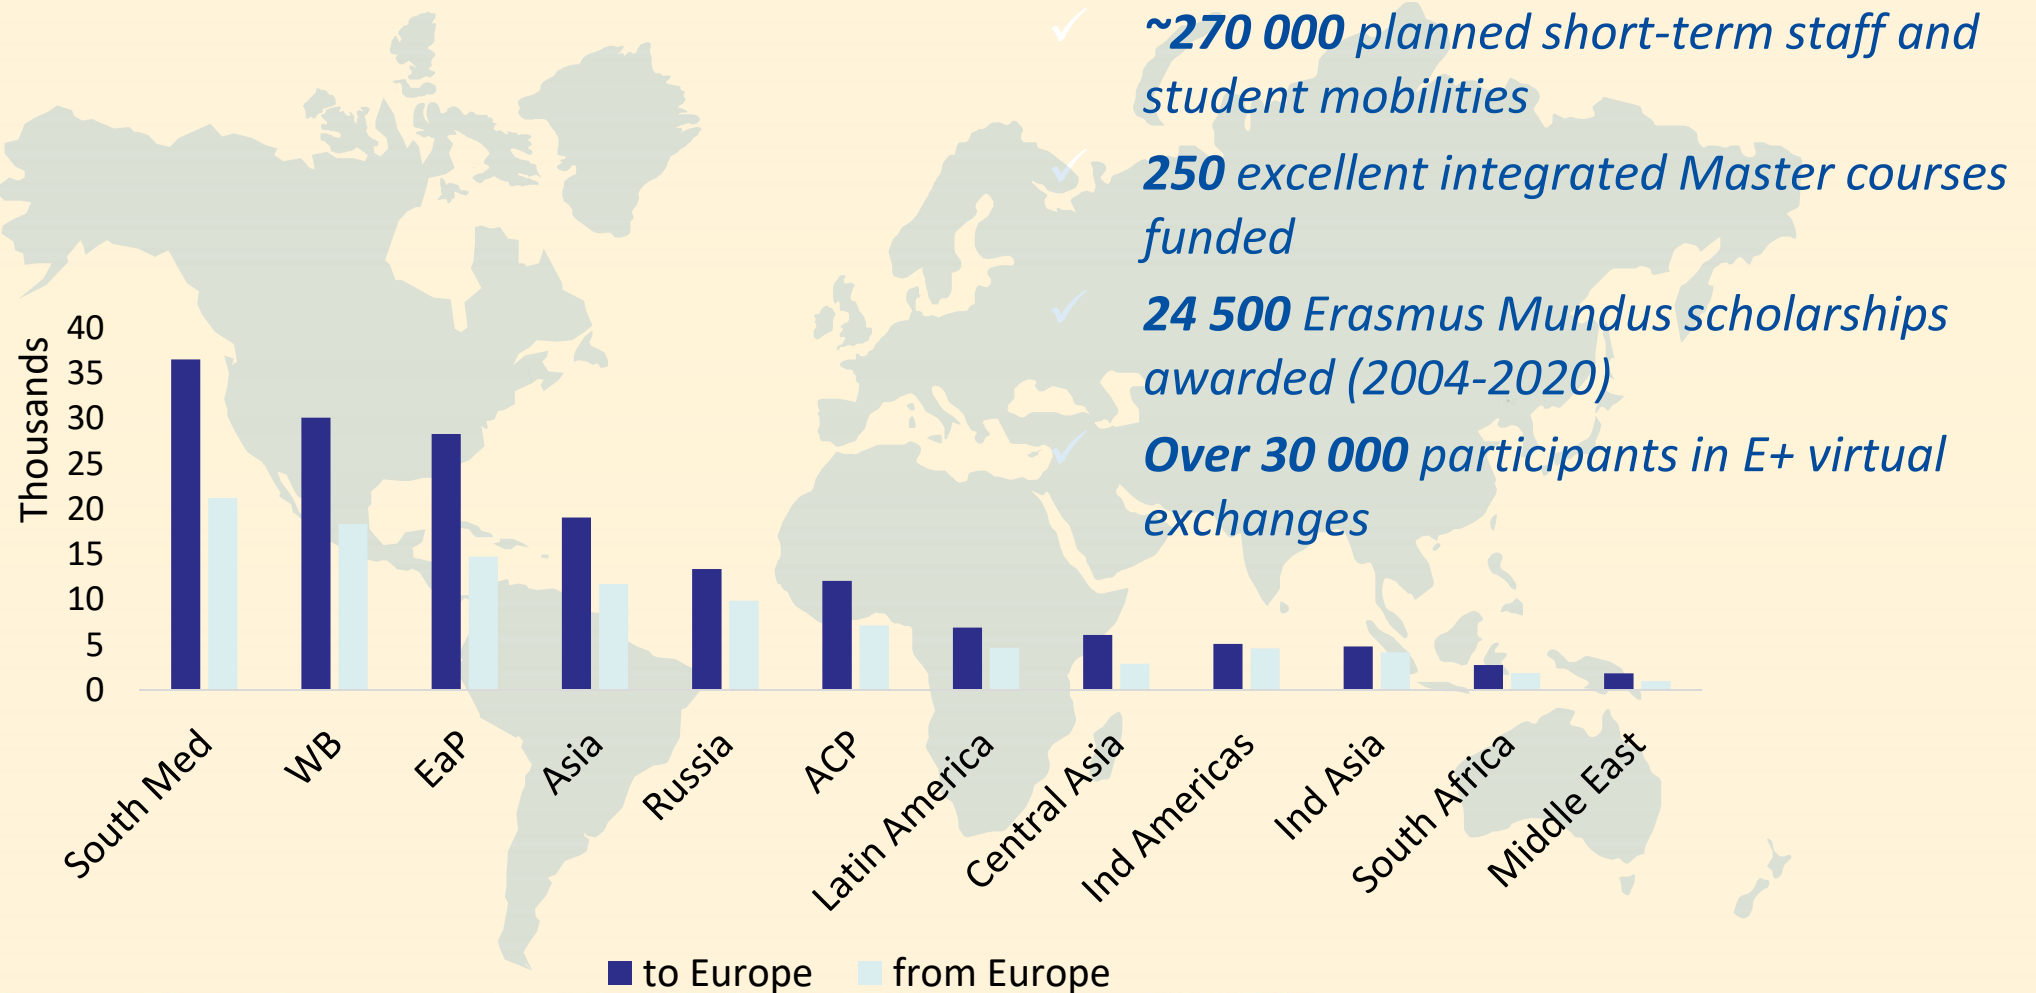 ~270 000 planned short-term staff and
student mobilities
250 excellent integrated Master courses
funded
24 500 Erasmus Mundus scholarships
awarded (2004-2020)
Over 30 000 participants in E+ virtual
exchanges
Thousands
40
35
30
25
20
15
10
5
0
South Med
WB
EaP
Asia
Russia
ACP
Latin America
Central Asia
Ind Americas
Ind Asia
South Africa
Middle East
to Europe
from Europe